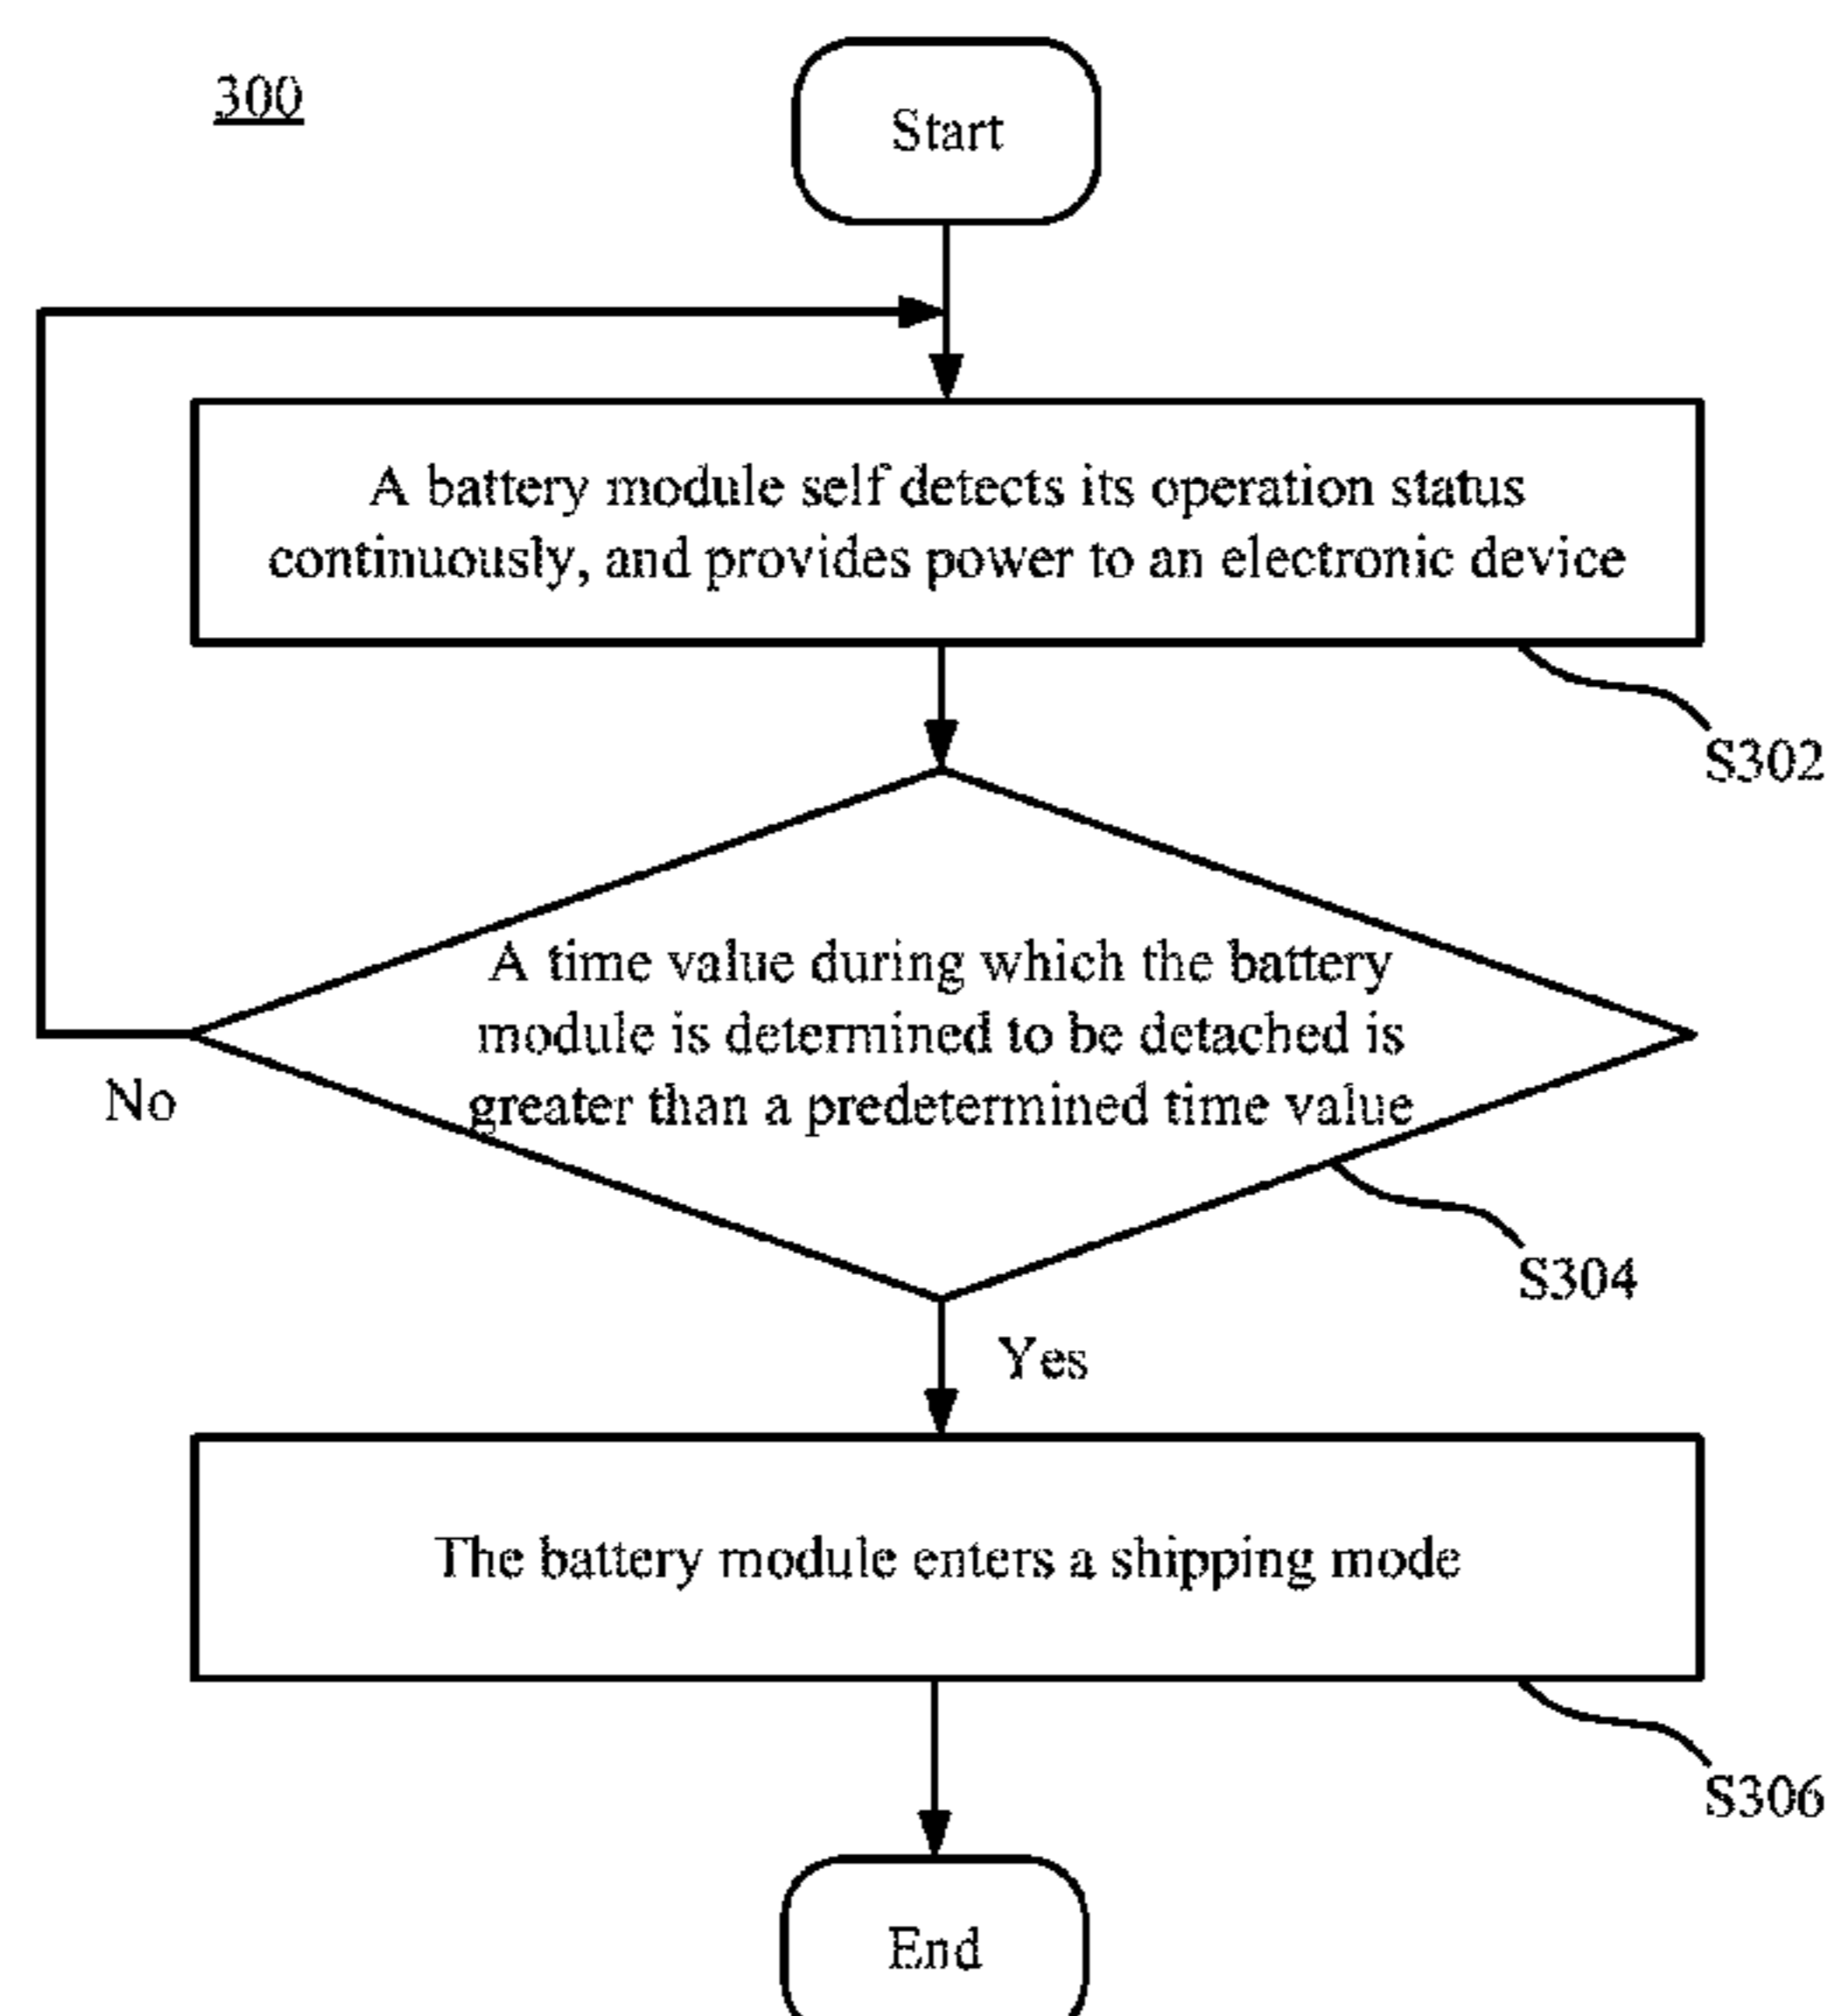 300
Start
A battery module self detects its operation status
continuously, and provides power to an electronic device
S302
A time value during which the battery
module is determined to be detached is
greater than a predetermined time value
No
S304
Yes
The battery module enters a shipping mode
S306
End